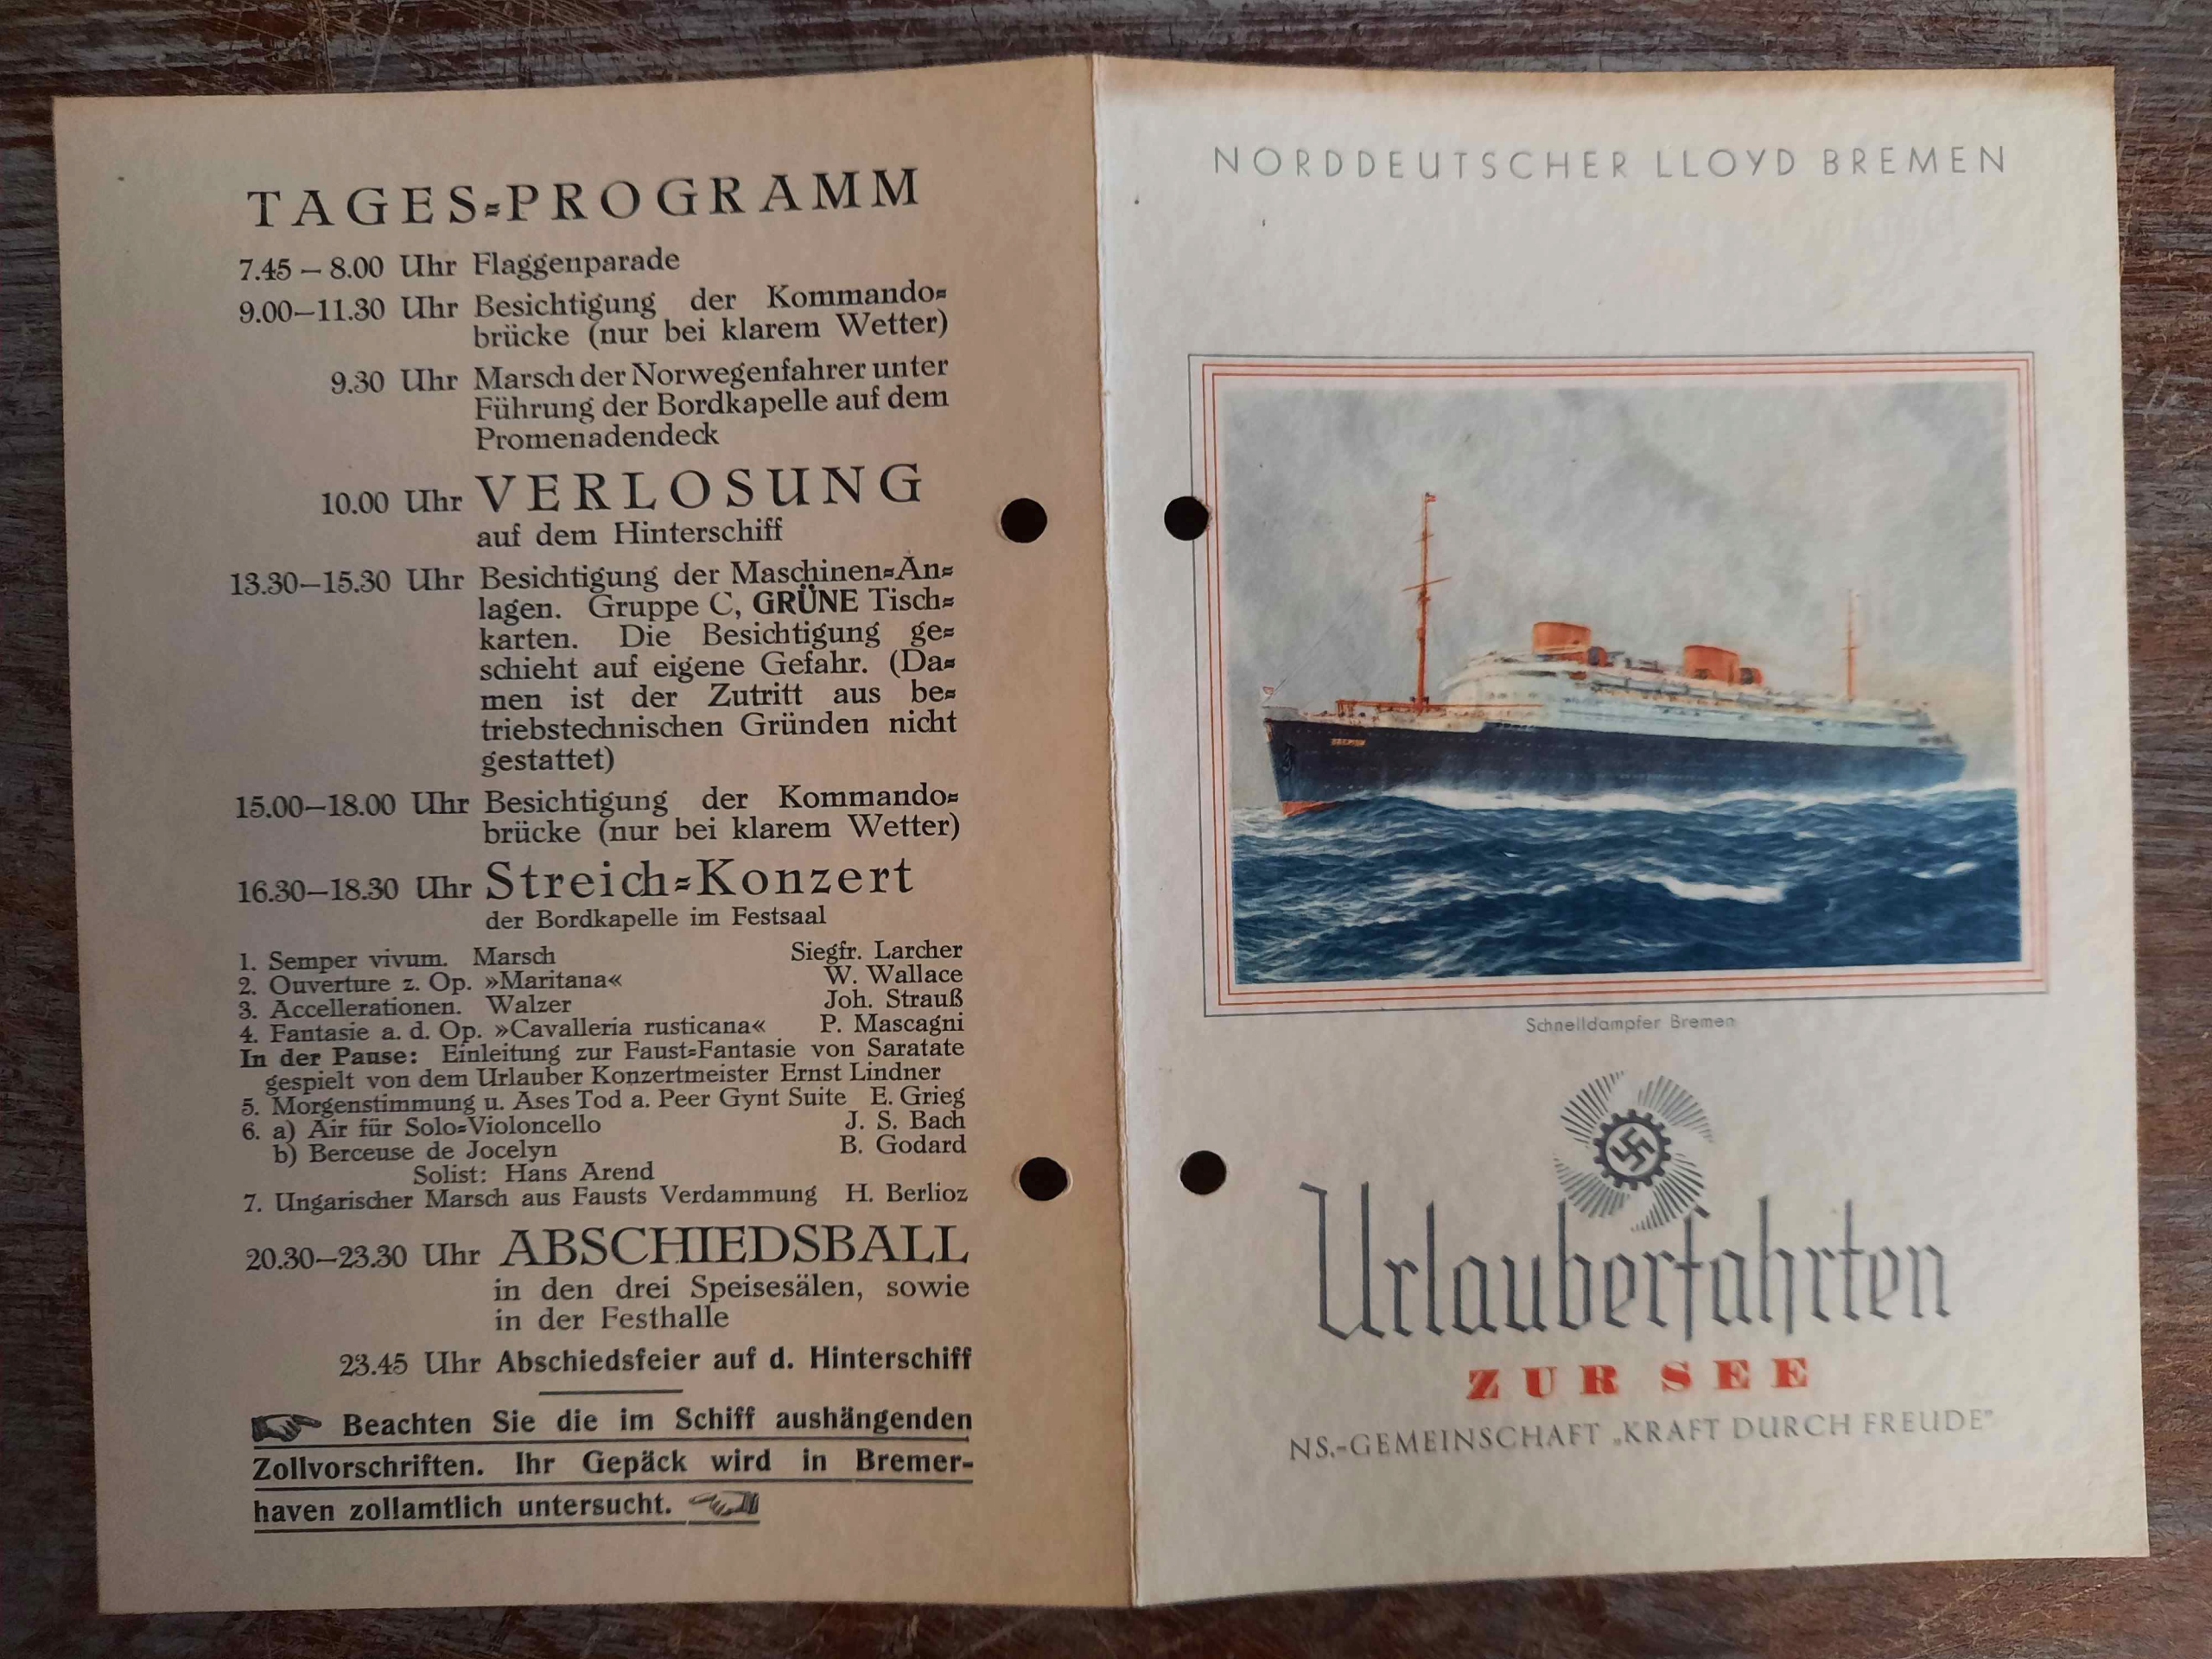 TAGES-PROGRAMM
7.45 – 8.00 Uhr Flaggenparade
9.00–11.30 Uhr Besichtigung der Kommando-
brücke (nur bei klarem Wetter)
9.30 Uhr Marsch der Norwegenfahrer unter
Führung der Bordkapelle auf dem
Promenadendeck
10.00 Uhr VERLOSUNG
auf dem Hinterschiff
13.30–15.30 Uhr Besichtigung der Maschinen-An-
lagen. Gruppe C, GRÜNE Tisch-
karten. Die Besichtigung ge-
schieht auf eigene Gefahr. (Da-
men ist der Zutritt aus be-
triebstechnischen Gründen nicht
gestattet)
15.00–18.00 Uhr Besichtigung der Kommando-
brücke (nur bei klarem Wetter)
16.30–18.30 Uhr Streich-Konzert
der Bordkapelle im Festsaal
1. Semper vivum. Marsch Siegfr. Larcher
2. Ouverture z. Op. »Maritana« W. Wallace
3. Accellerationen. Walzer Joh. Strauß
4. Fantasie a. d. Op. »Cavalleria rusticana« P. Mascagni
In der Pause: Einleitung zur Faust-Fantasie von Saratate
gespielt von dem Urlauber Konzertmeister Ernst Lindner
5. Morgenstimmung u. Ases Tod a. Peer Gynt Suite E. Grieg
6. a) Air für Solo-Violoncello J. S. Bach
b) Berceuse de Jocelyn B. Godard
Solist: Hans Arend
7. Ungarischer Marsch aus Fausts Verdammung H. Berlioz
20.30–23.30 Uhr ABSCHIEDSBALL
in den drei Speisesälen, sowie
in der Festhalle
23.45 Uhr Abschiedsfeier auf d. Hinterschiff
Beachten Sie die im Schiff aushängenden
Zollvorschriften. Ihr Gepäck wird in Bremer-
haven zollamtlich untersucht.
NORDDEUTSCHER LLOYD BREMEN
BREMEN
Schnelldampfer Bremen
Urlauberfahrten
ZUR SEE
NS.-GEMEINSCHAFT „KRAFT DURCH FREUDE"